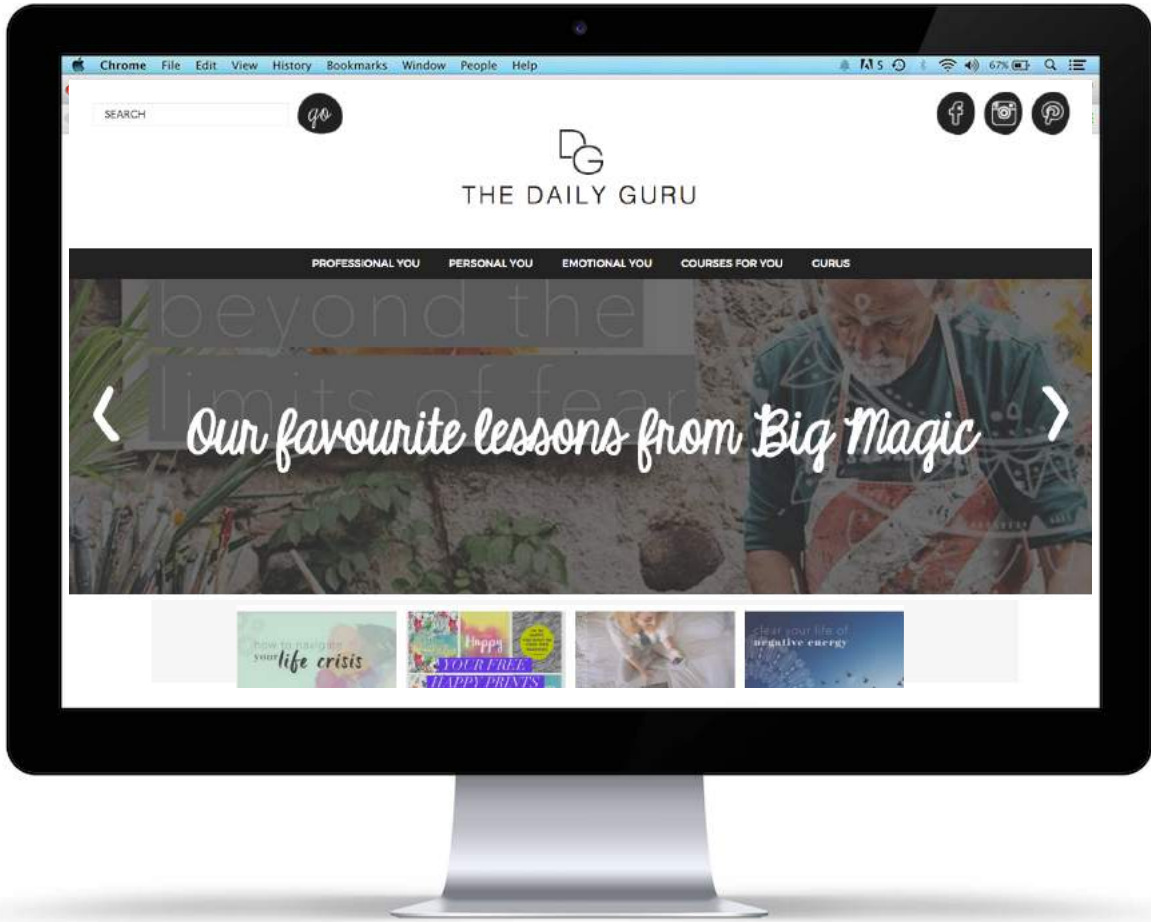 Chrome File Edit View History Bookmarks Window People Help 5 67%
SEARCH go
DG
THE DAILY GURU
PROFESSIONAL YOU PERSONAL YOU EMOTIONAL YOU COURSES FOR YOU GURUS
beyond the
limits of fear
Our favourite lessons from Big Magic
how to navigate
your life crisis
Happy
YOUR FREE
HAPPY PRINTS
clear your life of
negative energy